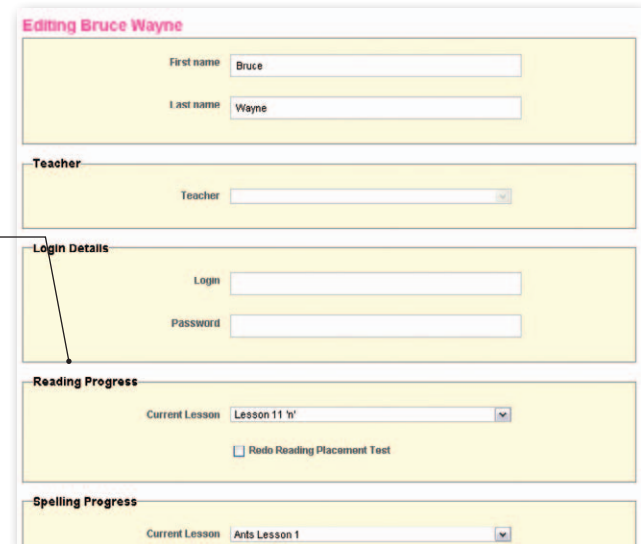 Editing Bruce Wayne
First name Bruce
Last name Wayne
Teacher
Teacher
Login Details
Login
Password
Reading Progress
Current Lesson Lesson 11 'n'
Redo Reading Placement Test
Spelling Progress
Current Lesson Ants Lesson 1